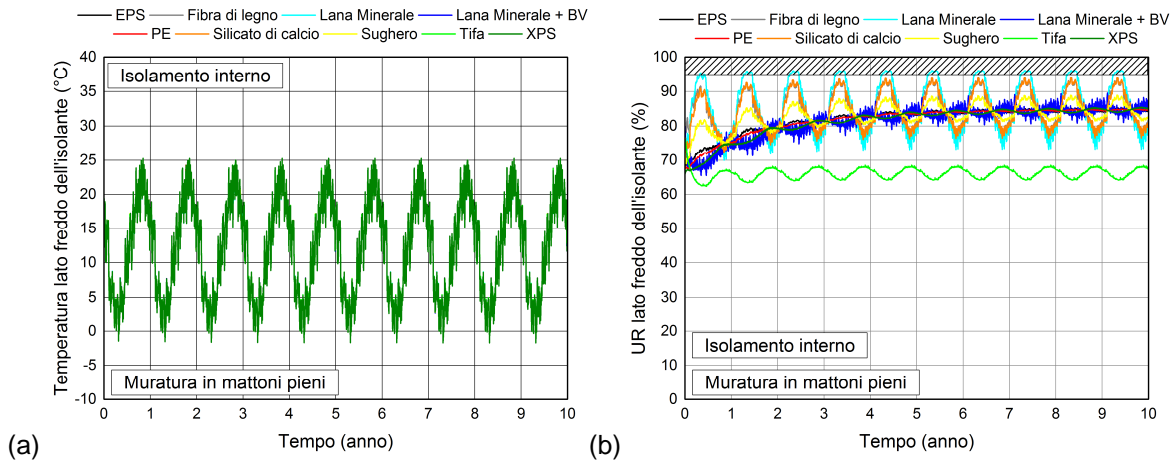 EPS Fibra di legno Lana Minerale Lana Minerale + BV
PE Silicato di calcio Sughero Tifa XPS
40
35
30
25
20
15
10
5
0
-5
-10
Temperatura lato freddo dell'isolante (°C)
Isolamento interno
Muratura in mattoni pieni
0 1 2 3 4 5 6 7 8 9 10
Tempo (anno)
(a)
EPS Fibra di legno Lana Minerale Lana Minerale + BV
PE Silicato di calcio Sughero Tifa XPS
100
90
80
70
60
50
40
30
20
10
0
UR lato freddo dell'isolante (%)
Isolamento interno
Muratura in mattoni pieni
0 1 2 3 4 5 6 7 8 9 10
Tempo (anno)
(b)